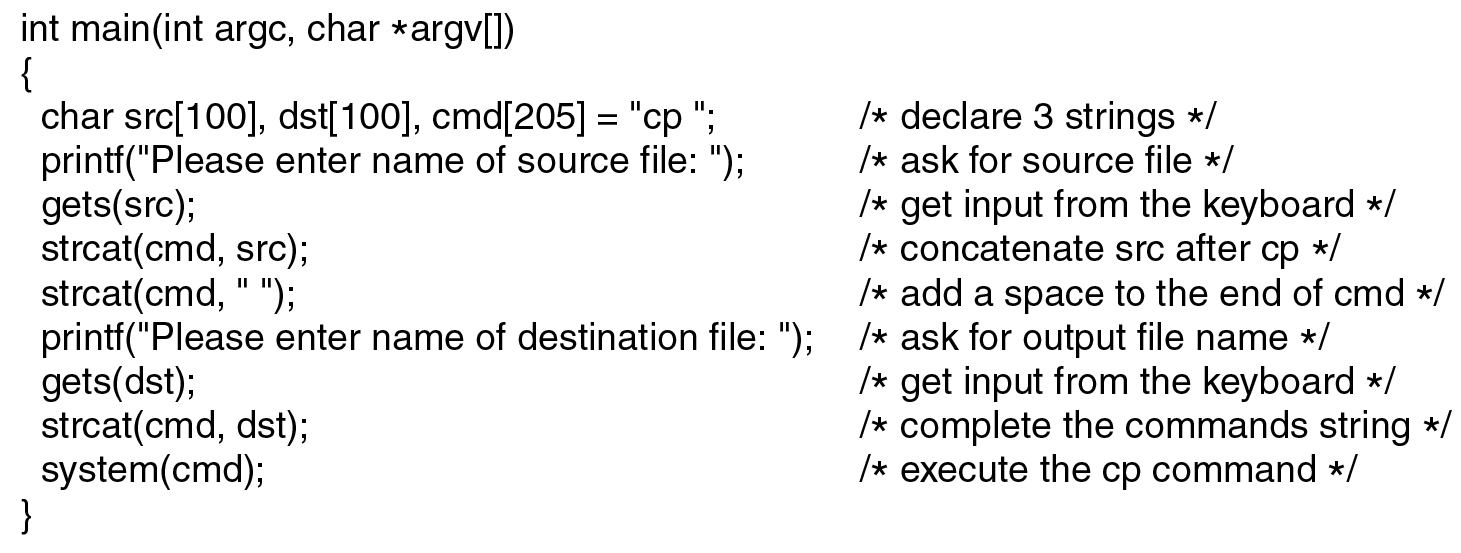 int main(int argc, char *argv[])
{
char src[100], dst[100], cmd[205] = "cp "; /* declare 3 strings */
printf("Please enter name of source file: "); /* ask for source file */
gets(src); /* get input from the keyboard */
strcat(cmd, src); /* concatenate src after cp */
strcat(cmd, " "); /* add a space to the end of cmd */
printf("Please enter name of destination file: "); /* ask for output file name */
gets(dst); /* get input from the keyboard */
strcat(cmd, dst); /* complete the commands string */
system(cmd); /* execute the cp command */
}